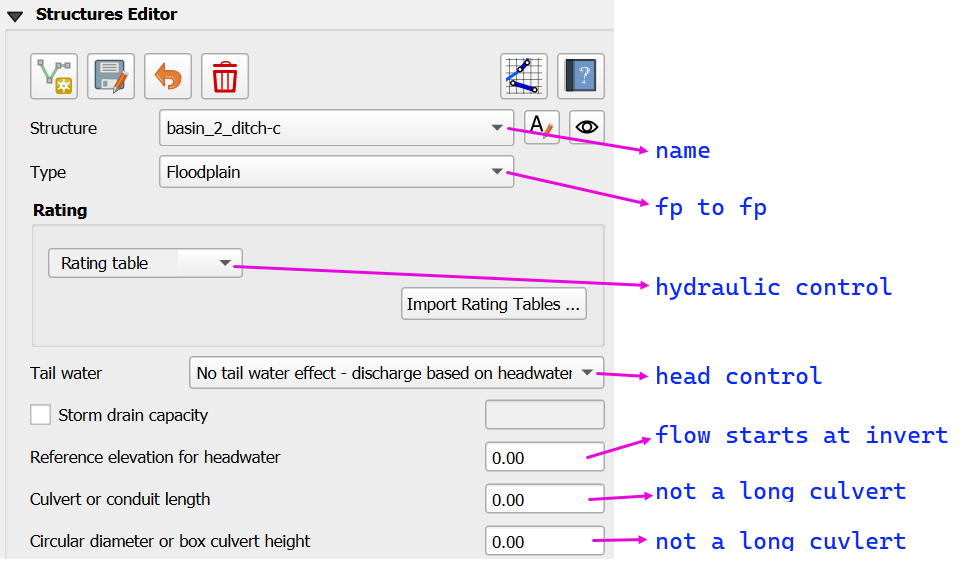 Structures Editor
?
Structure basin_2_ditch-c A
name
Type Floodplain
fp to fp
Rating
Rating table
hydraulic control
Import Rating Tables ...
Tail water No tail water effect - discharge based on headwater
head control
Storm drain capacity
flow starts at invert
Reference elevation for headwater 0.00
Culvert or conduit length 0.00 not a long culvert
Circular diameter or box culvert height 0.00 not a long cuvlert